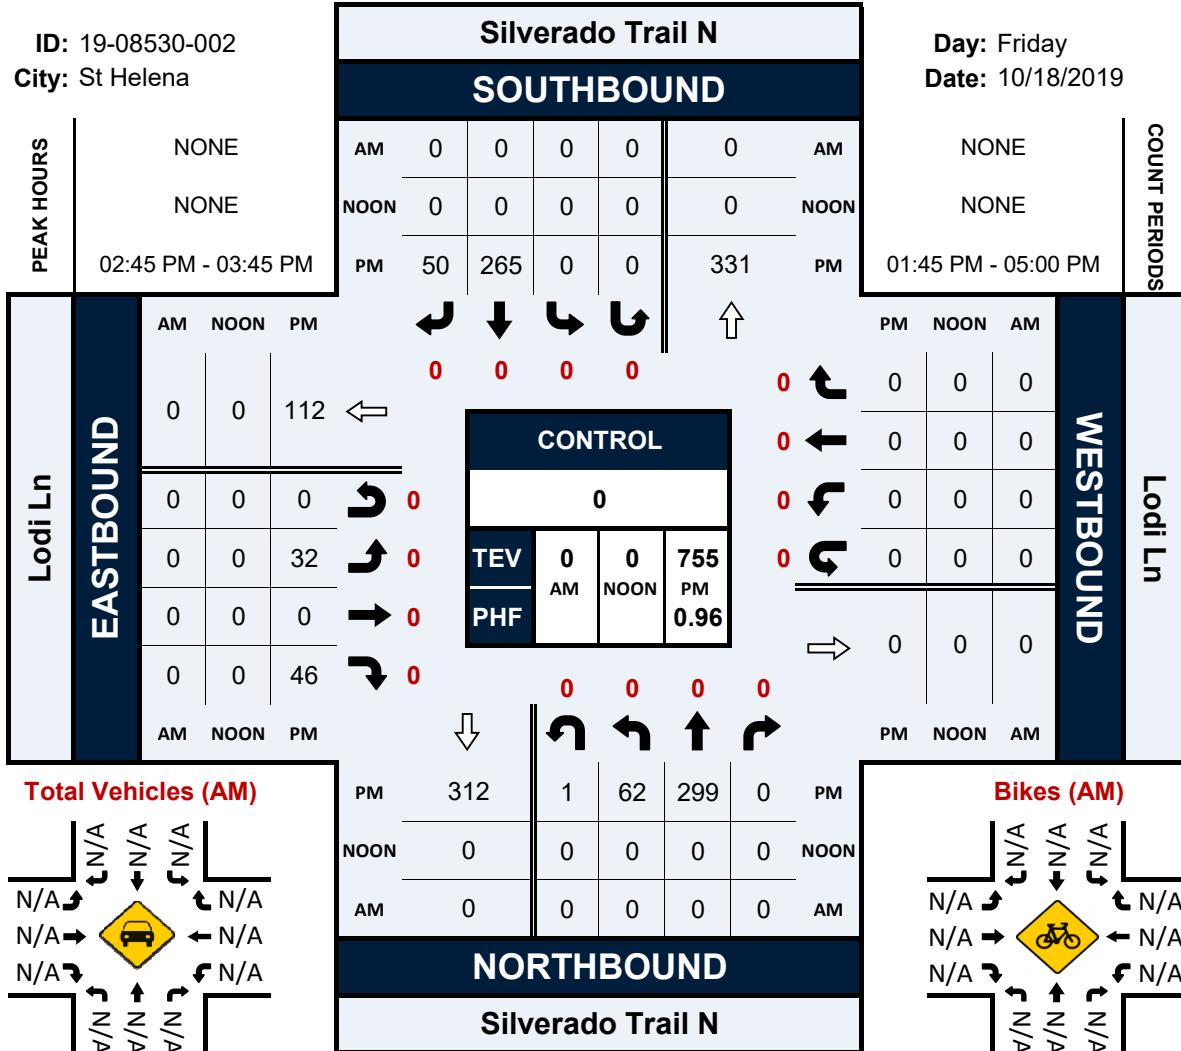 Silverado Trail N
ID: 19-08530-002
Day: Friday
City: St Helena
SOUTHBOUND
Date: 10/18/2019
PEAK HOURS
NONE
AM 0 0 0 0 0 AM
NONE
COUNT PERIODS
NONE
NOON 0 0 0 0 0 NOON
NONE
02:45 PM - 03:45 PM
PM 50 265 0 0 331 PM
01:45 PM - 05:00 PM
AM NOON PM
PM NOON AM
0 0 0 0
0 0 0 0
0 0 112
CONTROL
0 0 0 0
Lodi Ln
EASTBOUND
WESTBOUND
Lodi Ln
0 0 0 0
0
0 0 0 0
0 0 32 0
TEV 0 0 755
0 0 0 0
AM NOON PM
0 0 0 0
PHF 0.96
0 0 0
0 0 46 0
0 0 0 0
AM NOON PM
PM NOON AM
Total Vehicles (AM)
PM 312 1 62 299 0 PM
Bikes (AM)
NOON 0 0 0 0 0 NOON
AM 0 0 0 0 0 AM
N/A N/A N/A
N/A N/A
N/A N/A
N/A N/A
N/A N/A N/A
NORTHBOUND
Silverado Trail N
N/A N/A N/A
N/A N/A
N/A N/A
N/A N/A
N/A N/A N/A